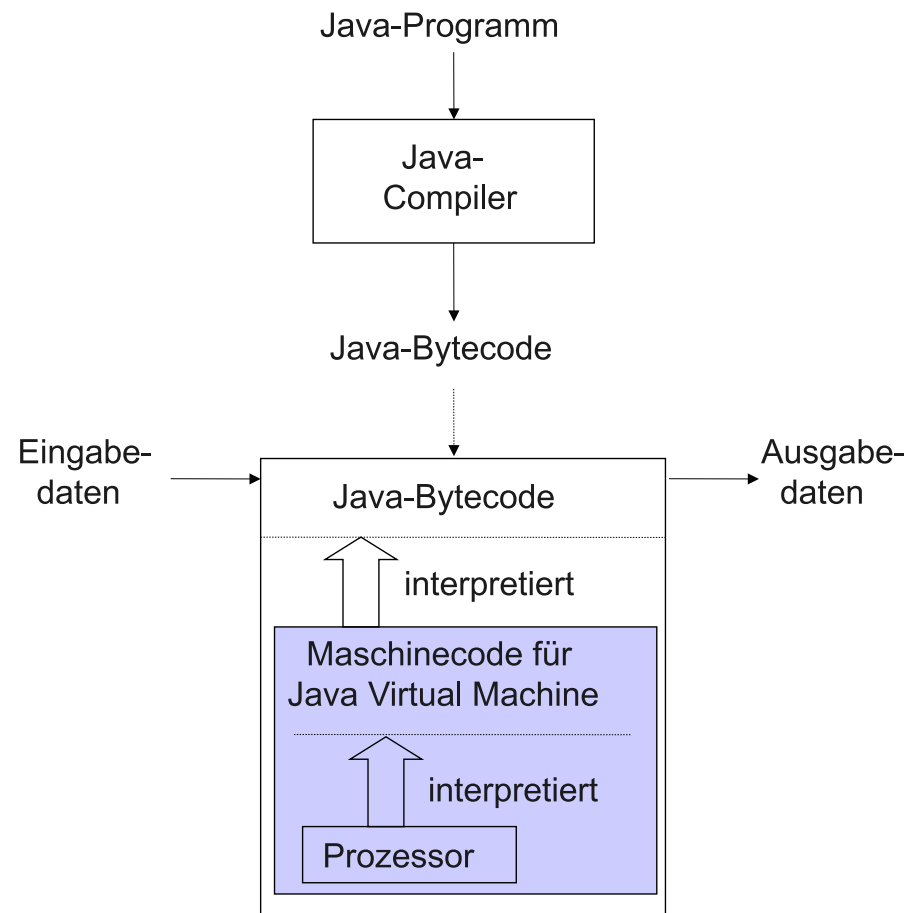 Java-Programm
Java-
Compiler
Java-Bytecode
Eingabe-
daten
Ausgabe-
daten
Java-Bytecode
interpretiert
Maschinecode für
Java Virtual Machine
interpretiert
Prozessor